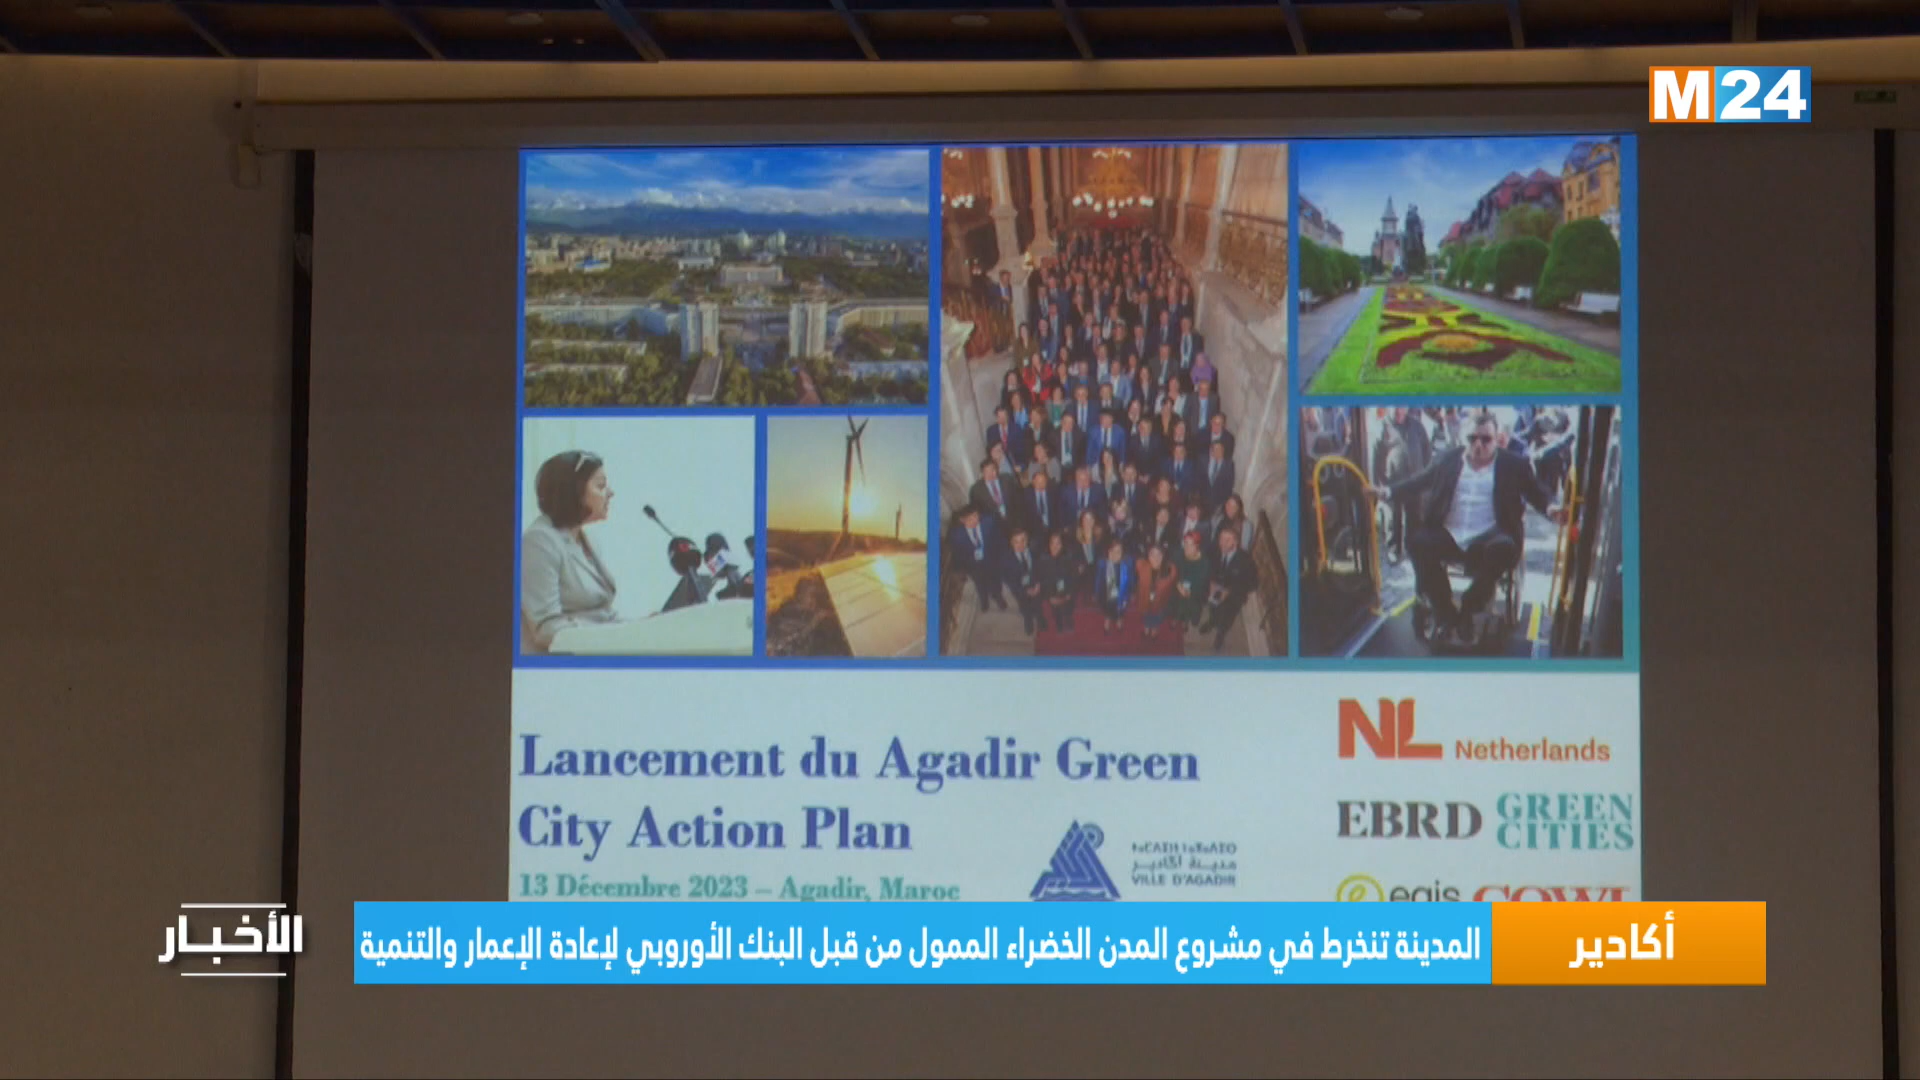 M24
Lancement du Agadir Green
City Action Plan
13 Décembre 2023 – Agadir, Maroc
مدينة أكادير
VILLE D'AGADIR
NL Netherlands
EBRD GREEN CITIES
egis COWI
أكادير
المدينة تنخرط في مشروع المدن الخضراء الممول من قبل البنك الأوروبي لإعادة الإعمار والتنمية
الأخبار